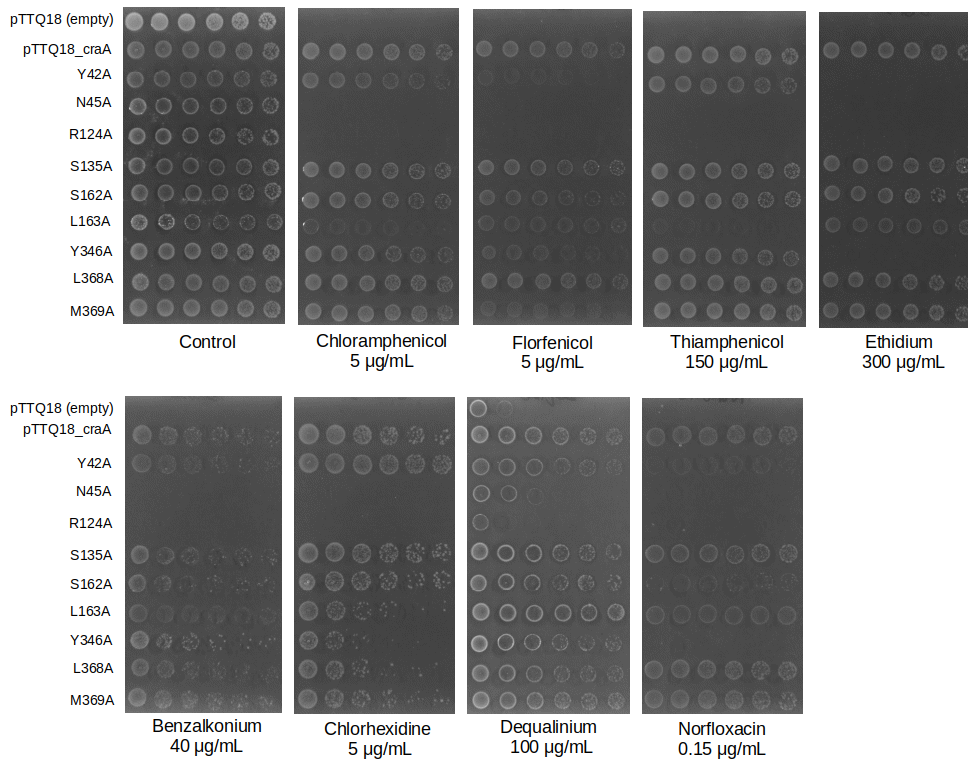 pTTQ18 (empty)
pTTQ18_craA
Y42A
N45A
R124A
S135A
S162A
L163A
Y346A
L368A
M369A
Control
Chloramphenicol
5 µg/mL
Florfenicol
5 µg/mL
Thiamphenicol
150 µg/mL
Ethidium
300 µg/mL
pTTQ18 (empty)
pTTQ18_craA
Y42A
N45A
R124A
S135A
S162A
L163A
Y346A
L368A
M369A
Benzalkonium
40 µg/mL
Chlorhexidine
5 µg/mL
Dequalinium
100 µg/mL
Norfloxacin
0.15 µg/mL